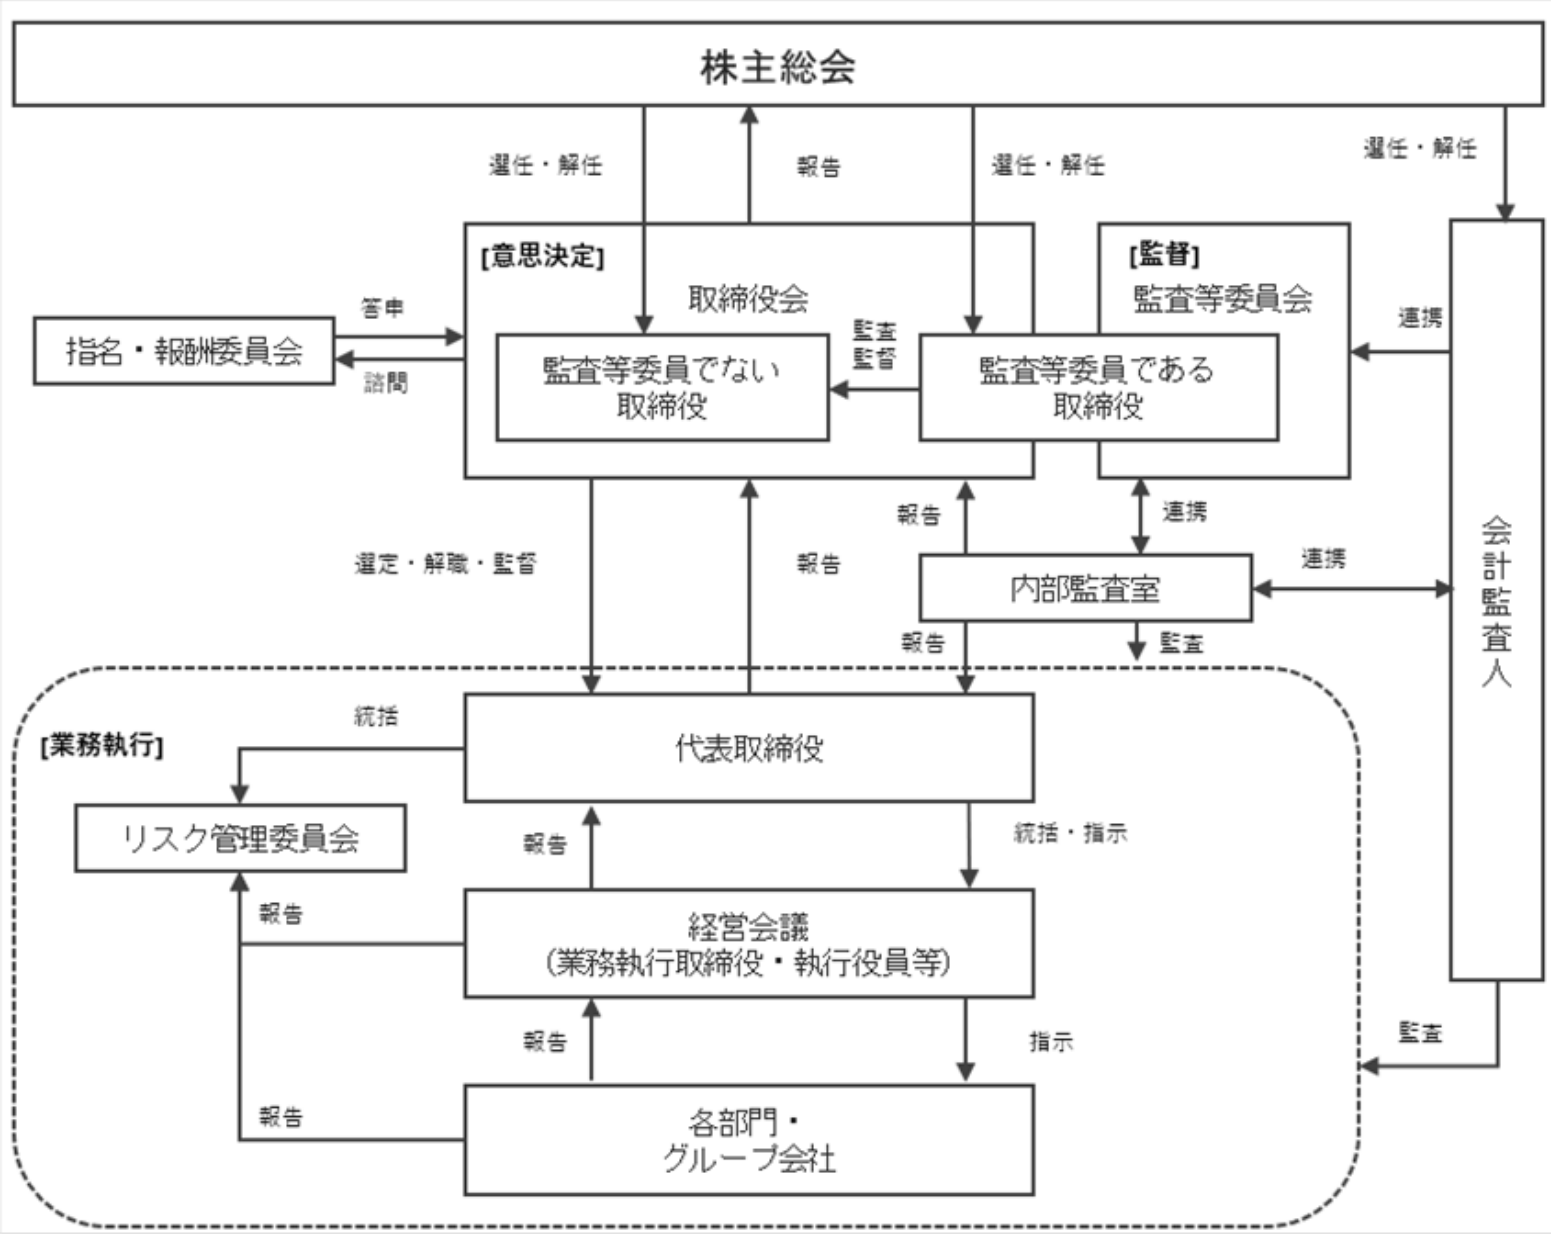 株主総会
選任・解任
報告
選任・解任
選任・解任
[意思決定]
取締役会
[監督]
監査等委員会
答申
諮問
指名・報酬委員会
監査等委員でない
取締役
監査
監督
監査等委員である
取締役
連携
会計監査人
選定・解職・監督
報告
報告
連携
内部監査室
連携
報告
監査
[業務執行]
統括
代表取締役
リスク管理委員会
報告
統括・指示
報告
経営会議
(業務執行取締役・執行役員等)
報告
指示
監査
報告
各部門・
グループ会社